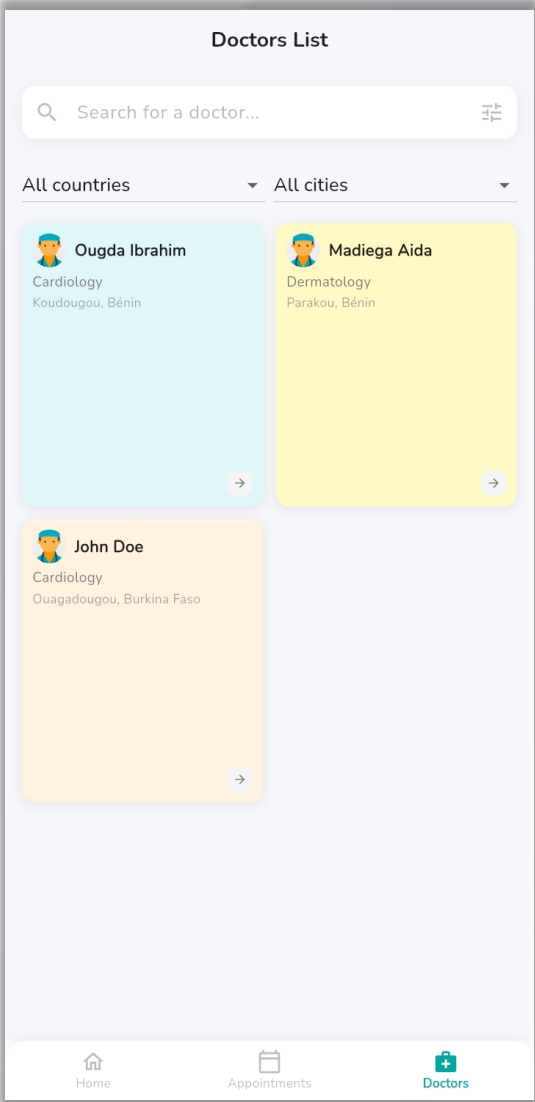 Doctors List
Search for a doctor...
All countries
All cities
Ougda Ibrahim
Cardiology
Koudougou, Bénin
Madiega Aida
Dermatology
Parakou, Bénin
John Doe
Cardiology
Ouagadougou, Burkina Faso
Home
Appointments
Doctors